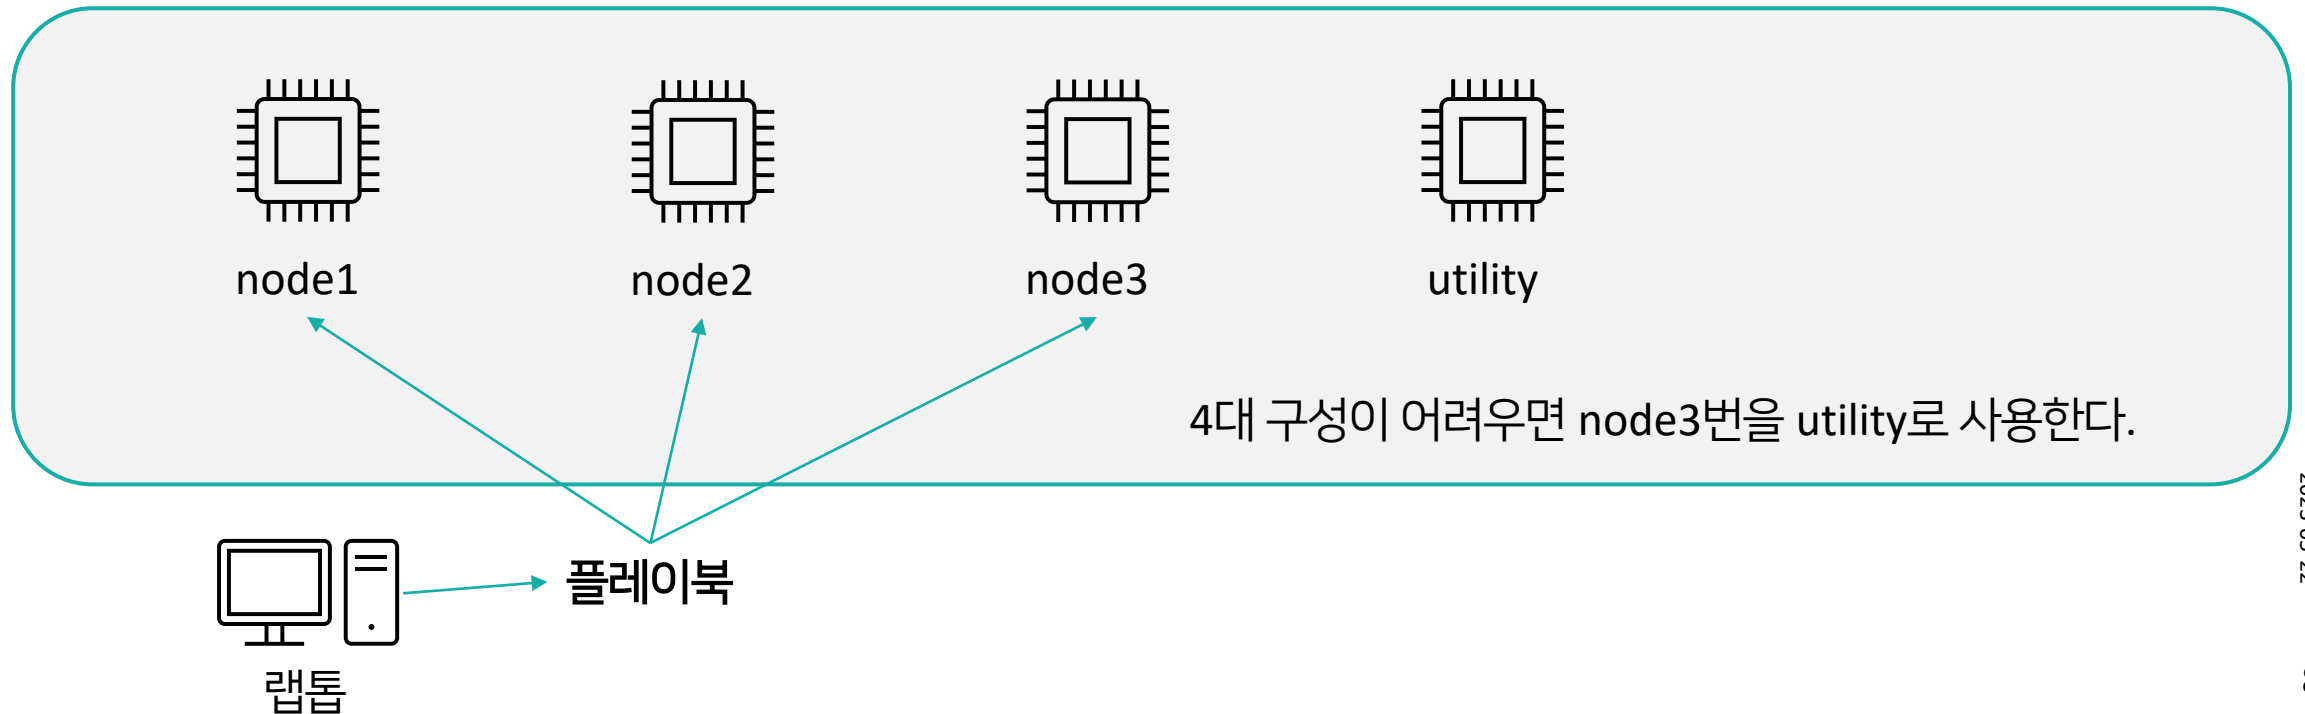 node1
node2
node3
utility
4대 구성이 어려우면 node3번을 utility로 사용한다.
플레이북
랩톱